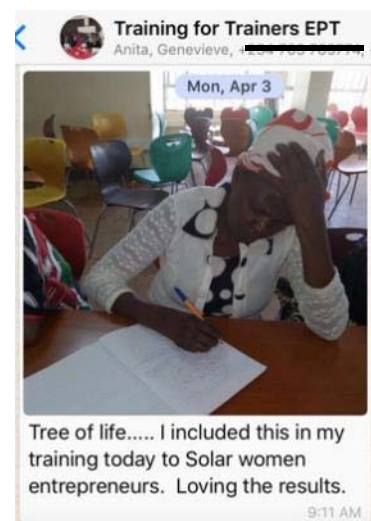 Training for Trainers EPT
Anita, Genevieve,
Mon, Apr 3
Tree of life..... I included this in my
training today to Solar women
entrepreneurs.  Loving the results.
9:11 AM